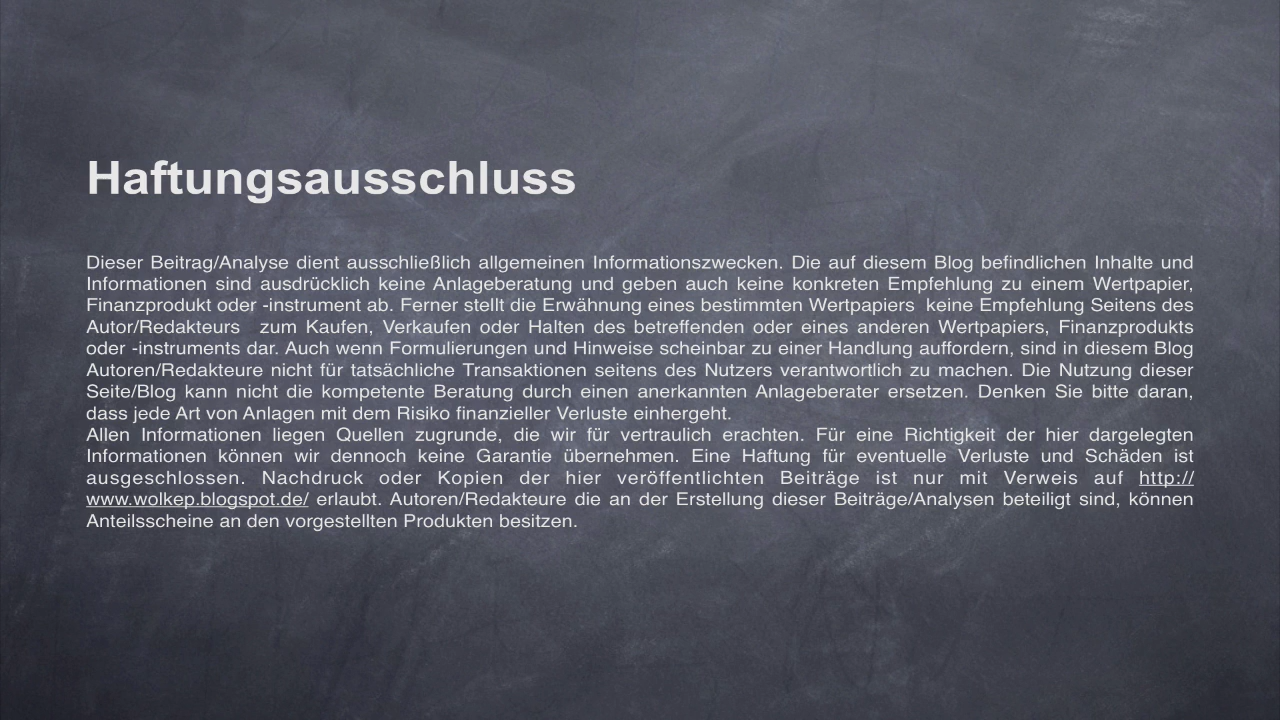 Haftungsausschluss
Dieser Beitrag/Analyse dient ausschließlich allgemeinen Informationszwecken. Die auf diesem Blog befindlichen Inhalte und
Informationen sind ausdrücklich keine Anlageberatung und geben auch keine konkreten Empfehlung zu einem Wertpapier,
Finanzprodukt oder -instrument ab. Ferner stellt die Erwähnung eines bestimmten Wertpapiers keine Empfehlung Seitens des
Autor/Redakteurs zum Kaufen, Verkaufen oder Halten des betreffenden oder eines anderen Wertpapiers, Finanzprodukts
oder -instruments dar. Auch wenn Formulierungen und Hinweise scheinbar zu einer Handlung auffordern, sind in diesem Blog
Autoren/Redakteure nicht für tatsächliche Transaktionen seitens des Nutzers verantwortlich zu machen. Die Nutzung dieser
Seite/Blog kann nicht die kompetente Beratung durch einen anerkannten Anlageberater ersetzen. Denken Sie bitte daran,
dass jede Art von Anlagen mit dem Risiko finanzieller Verluste einhergeht.
Allen Informationen liegen Quellen zugrunde, die wir für vertraulich erachten. Für eine Richtigkeit der hier dargelegten
Informationen können wir dennoch keine Garantie übernehmen. Eine Haftung für eventuelle Verluste und Schäden ist
ausgeschlossen. Nachdruck oder Kopien der hier veröffentlichten Beiträge ist nur mit Verweis auf http://
www.wolkep.blogspot.de/ erlaubt. Autoren/Redakteure die an der Erstellung dieser Beiträge/Analysen beteiligt sind, können
Anteilsscheine an den vorgestellten Produkten besitzen.